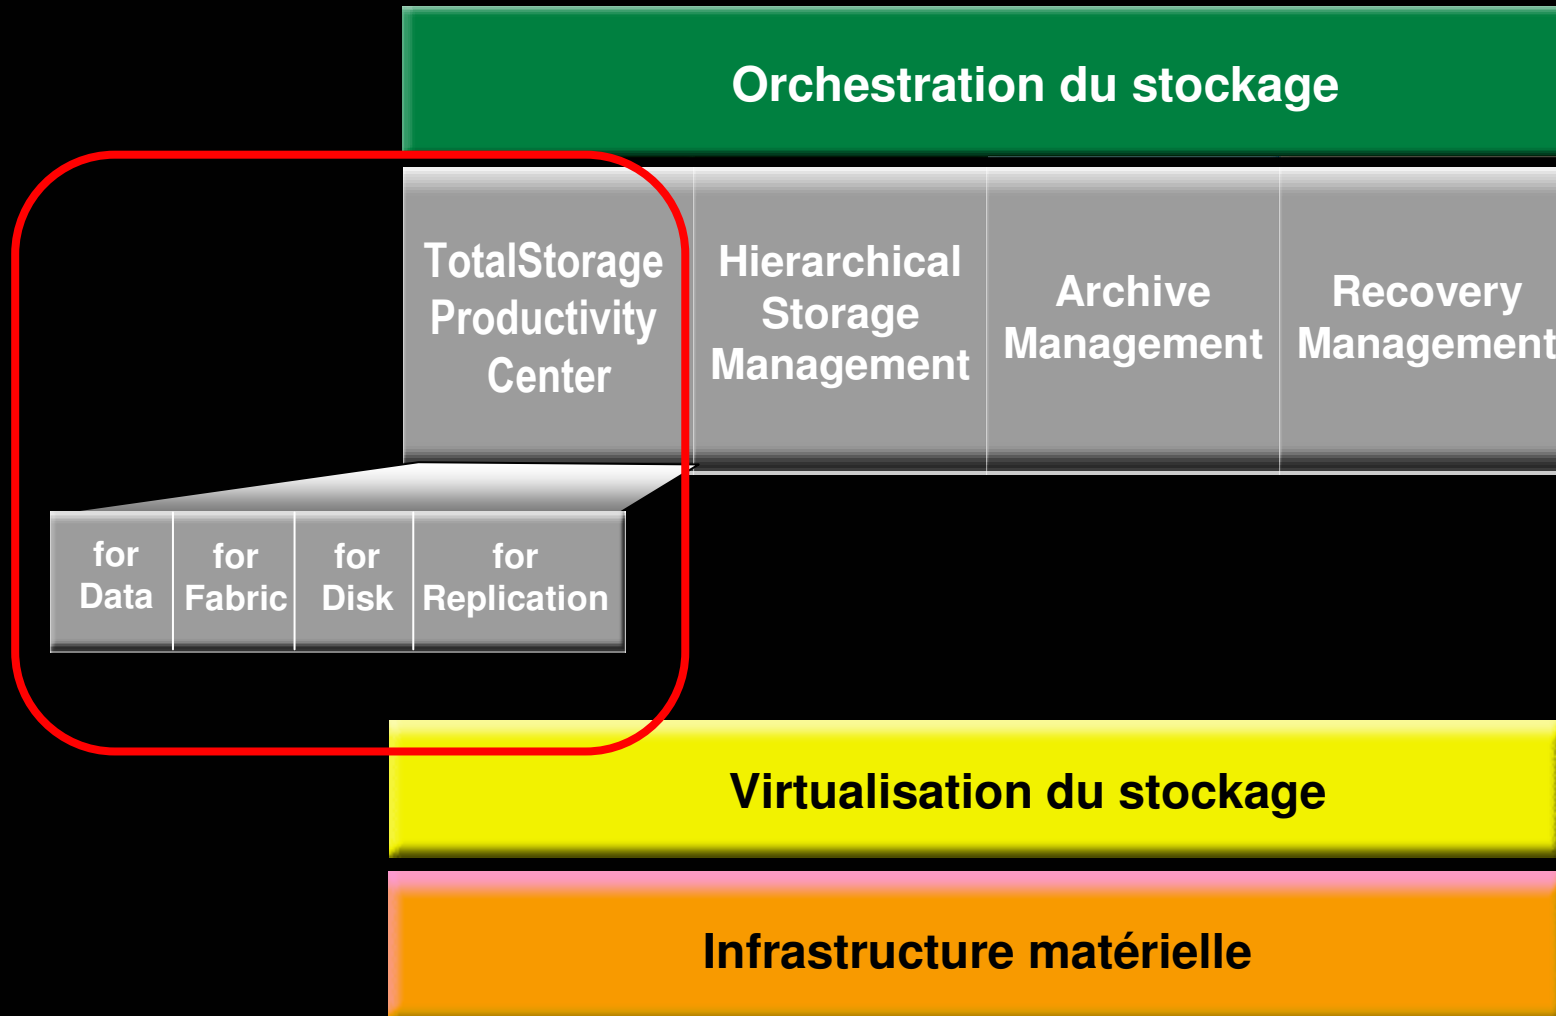 Orchestration du stockage
TotalStorage
Productivity
Center
Hierarchical
Storage
Management
Archive
Management
Recovery
Management
for
Data
for
Fabric
for
Disk
for
Replication
Virtualisation du stockage
Infrastructure matérielle